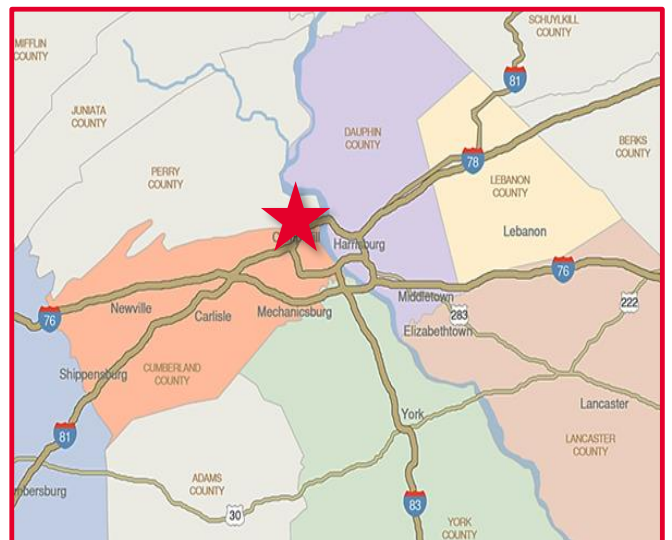 MIFFLIN
COUNTY
SCHUYLKILL
COUNTY
81
JUNIATA
COUNTY
DAUPHIN
COUNTY
BERKS
COUNTY
78
PERRY
COUNTY
LEBANON
COUNTY
Lebanon
Harrisburg
76
Middletown
283
222
Newville
Carlisle
Mechanicsburg
Elizabethtown
76
Shippensburg
CUMBERLAND
COUNTY
York
Lancaster
81
LANCASTER
COUNTY
ADAMS
COUNTY
mbersburg
30
83
YORK
COUNTY